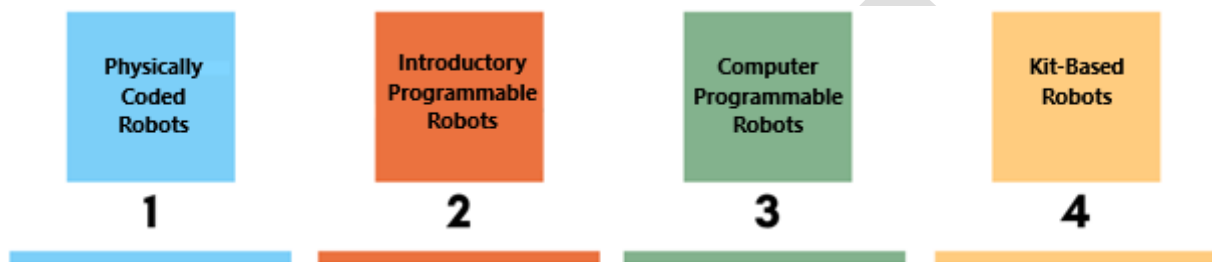 Physically
Coded
Robots
Introductory
Programmable
Robots
Computer
Programmable
Robots
Kit-Based
Robots
1
2
3
4